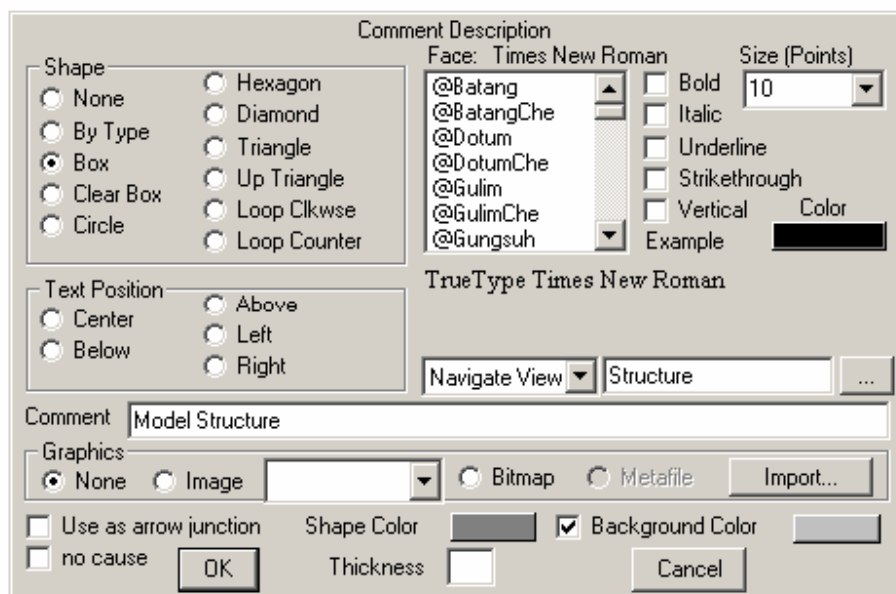 Comment Description
Shape
None
By Type
Box
Clear Box
Circle
Hexagon
Diamond
Triangle
Up Triangle
Loop Clkwse
Loop Counter
Face: Times New Roman
@Batang
@BatangChe
@Dotum
@DotumChe
@Gulim
@GulimChe
@Gungsuh
Bold
Italic
Underline
Strikethrough
Vertical
Size (Points)
10
Color
Example
TrueType Times New Roman
Text Position
Center
Below
Above
Left
Right
Navigate View
Structure
...
Comment
Model Structure
Graphics
None
Image
Bitmap
Metafile
Import...
Use as arrow junction
Shape Color
Background Color
no cause
OK
Thickness
Cancel